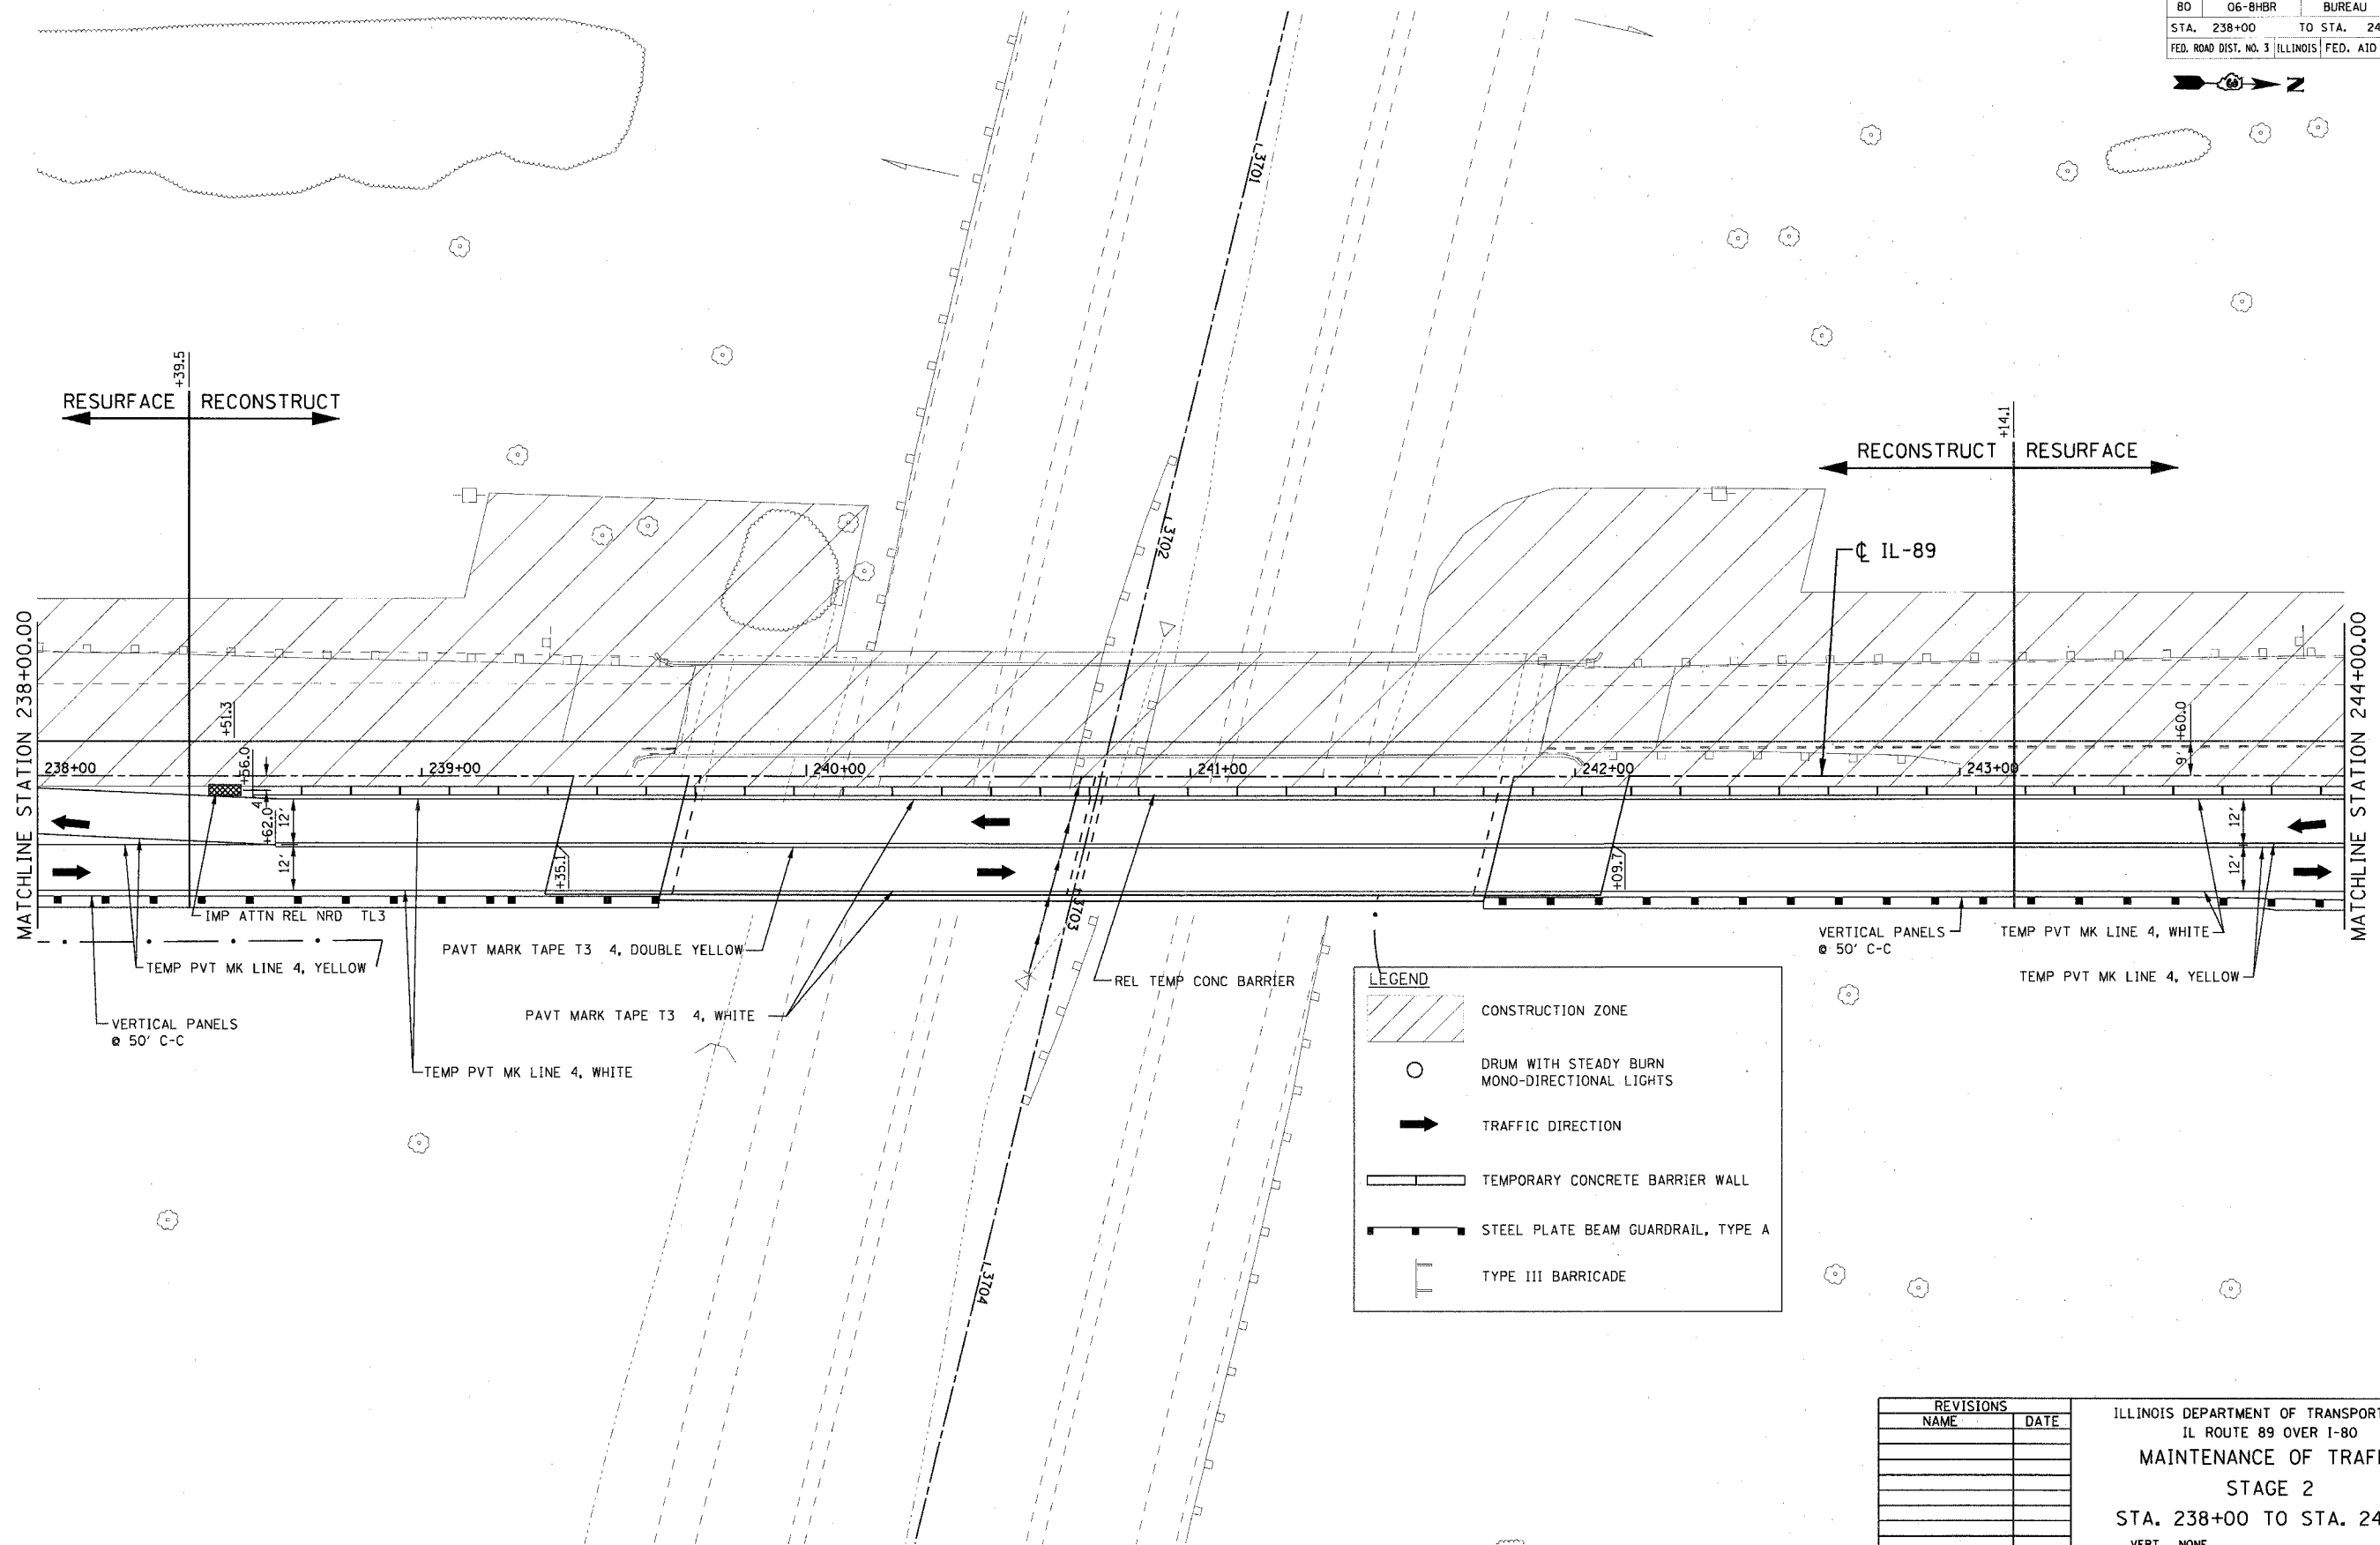 80 06-8HBR BUREAU
STA. 238+00 TO STA. 24
FED. ROAD DIST. NO. 3 ILLINOIS FED. AID
N
L3701
+39.5
RESURFACE RECONSTRUCT
+14.1
RECONSTRUCT RESURFACE
L3702
℄ IL-89
MATCHLINE STATION 238+00.00
MATCHLINE STATION 244+00.00
+51.3
+56.0
+60.0
9'
238+00
239+00
240+00
241+00
242+00
243+00
4'
+62.0
12'
12'
12'
12'
+35.1
+09.7
L3703
IMP ATTN REL NRD TL3
TEMP PVT MK LINE 4, YELLOW
PAVT MARK TAPE T3 4, DOUBLE YELLOW
REL TEMP CONC BARRIER
VERTICAL PANELS
@ 50' C-C
TEMP PVT MK LINE 4, WHITE
TEMP PVT MK LINE 4, YELLOW
VERTICAL PANELS
@ 50' C-C
PAVT MARK TAPE T3 4, WHITE
TEMP PVT MK LINE 4, WHITE
L3704
LEGEND
CONSTRUCTION ZONE
DRUM WITH STEADY BURN
MONO-DIRECTIONAL LIGHTS
TRAFFIC DIRECTION
TEMPORARY CONCRETE BARRIER WALL
STEEL PLATE BEAM GUARDRAIL, TYPE A
TYPE III BARRICADE
REVISIONS
NAME DATE
ILLINOIS DEPARTMENT OF TRANSPORT
IL ROUTE 89 OVER I-80
MAINTENANCE OF TRAF
STAGE 2
STA. 238+00 TO STA. 24
VERT. NONE